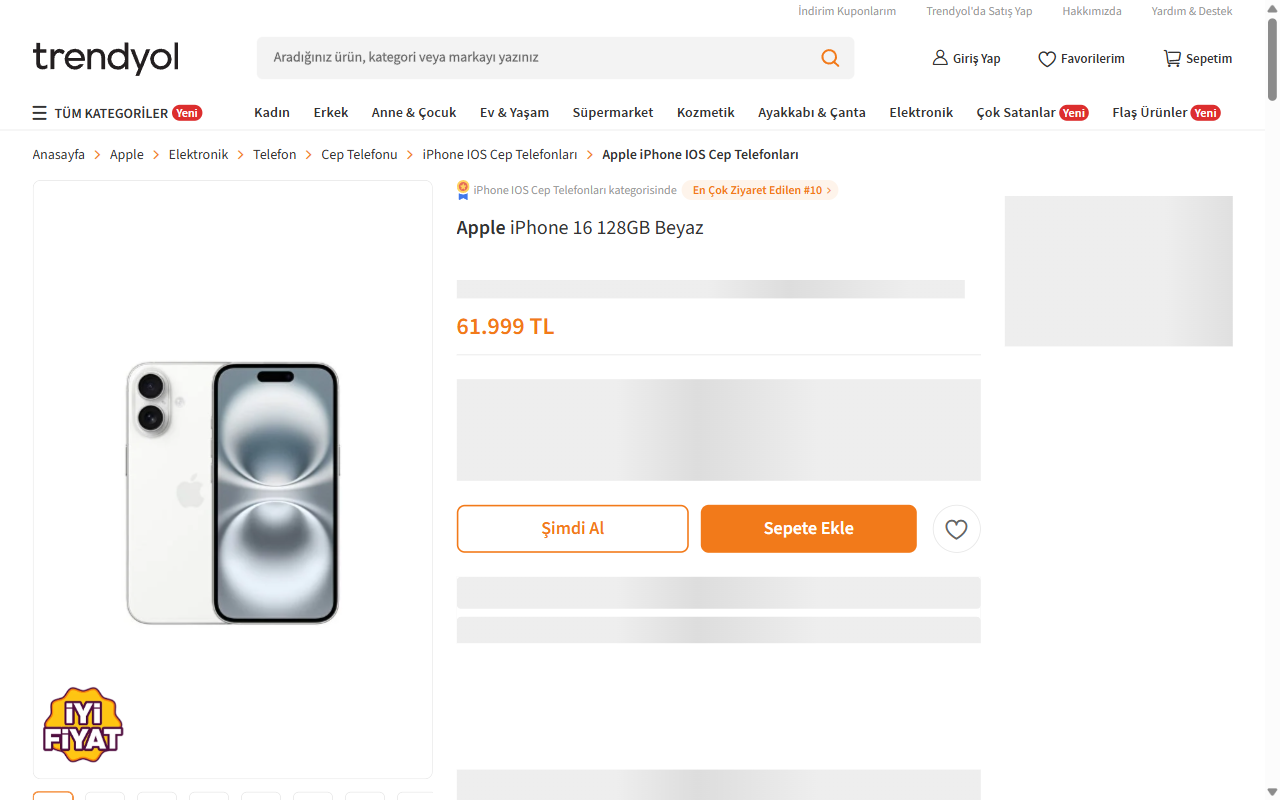 İndirim Kuponlarım Trendyol'da Satış Yap Hakkımızda Yardım & Destek
trendyol
Aradığınız ürün, kategori veya markayı yazınız
Giriş Yap Favorilerim Sepetim
TÜM KATEGORİLER Yeni Kadın Erkek Anne & Çocuk Ev & Yaşam Süpermarket Kozmetik Ayakkabı & Çanta Elektronik Çok Satanlar Yeni Flaş Ürünler Yeni
Anasayfa > Apple > Elektronik > Telefon > Cep Telefonu > iPhone IOS Cep Telefonları > Apple iPhone IOS Cep Telefonları
iPhone IOS Cep Telefonları kategorisinde En Çok Ziyaret Edilen #10 >
Apple iPhone 16 128GB Beyaz
61.999 TL
Şimdi Al Sepete Ekle
İYİ
FİYAT